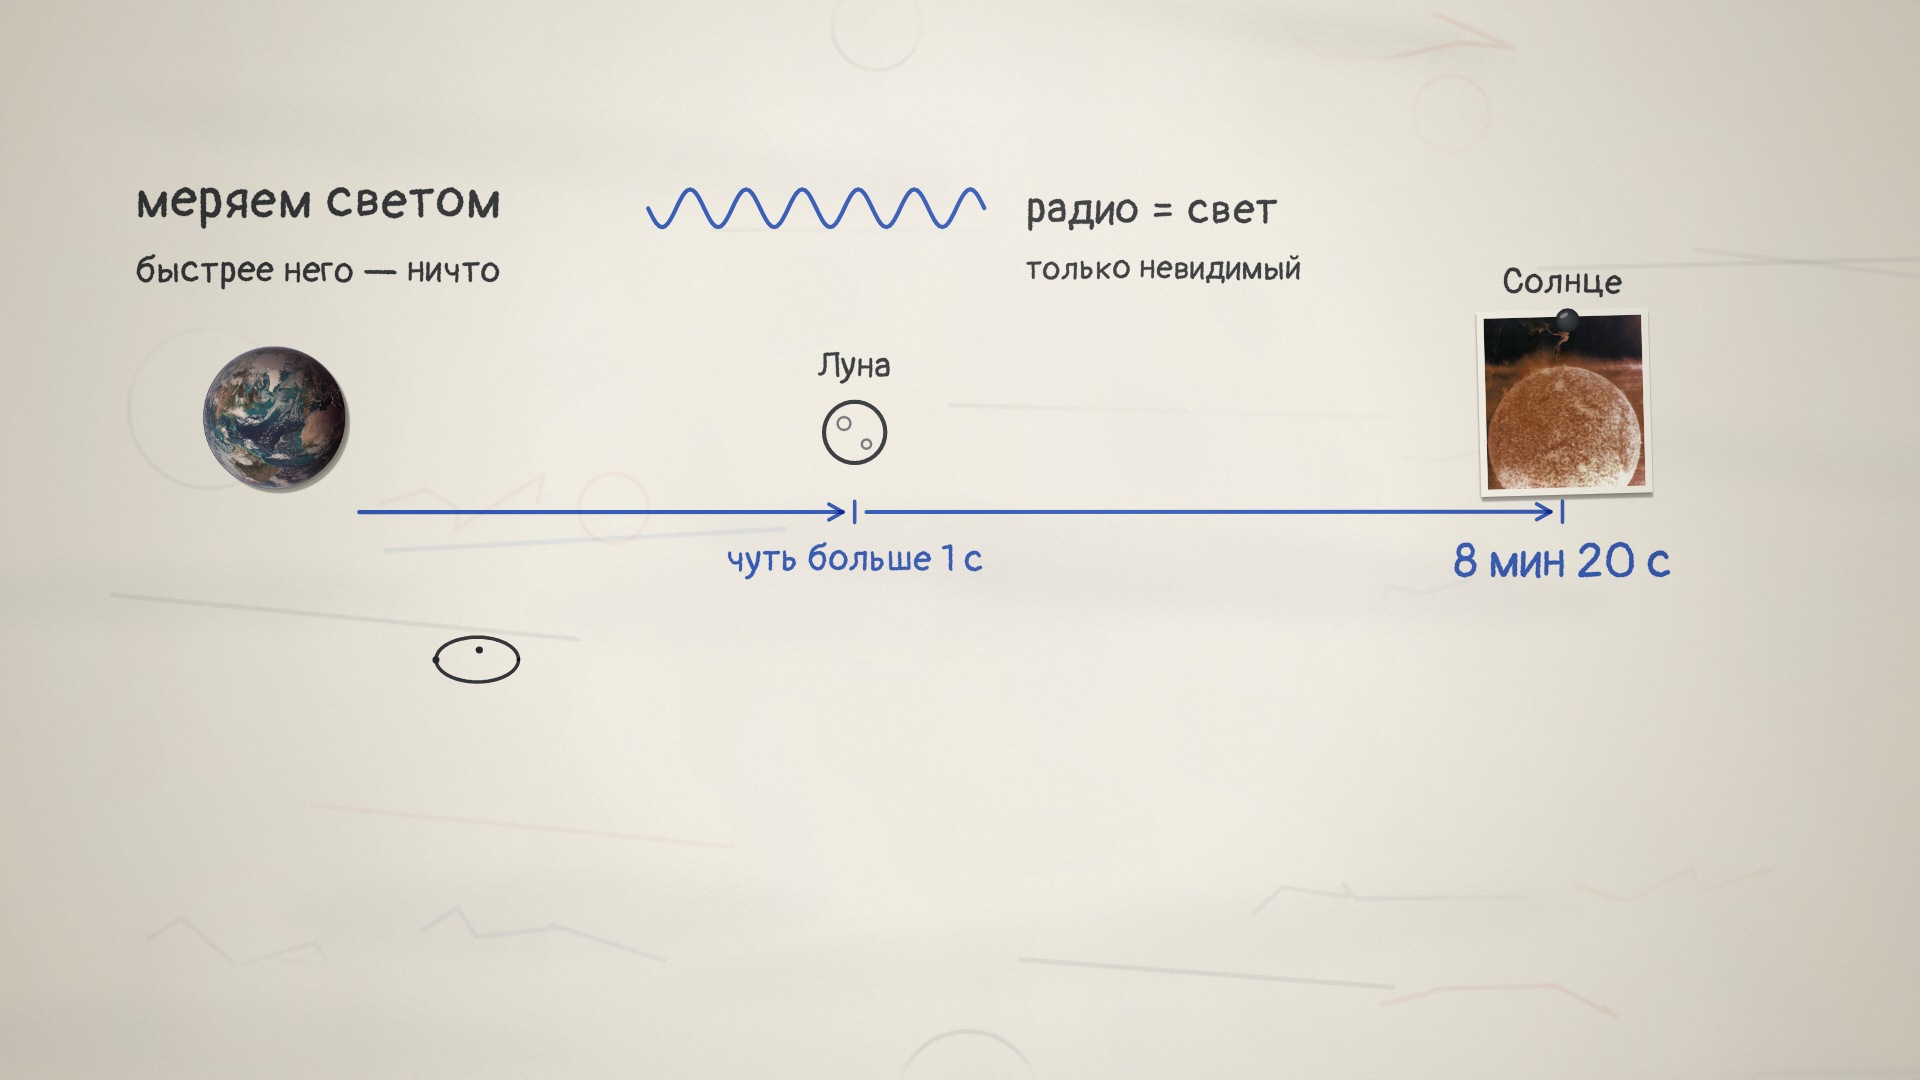 меряем светом
быстрее него — ничто
радио = свет
только невидимый
Солнце
Луна
чуть больше 1 с
8 мин 20 с